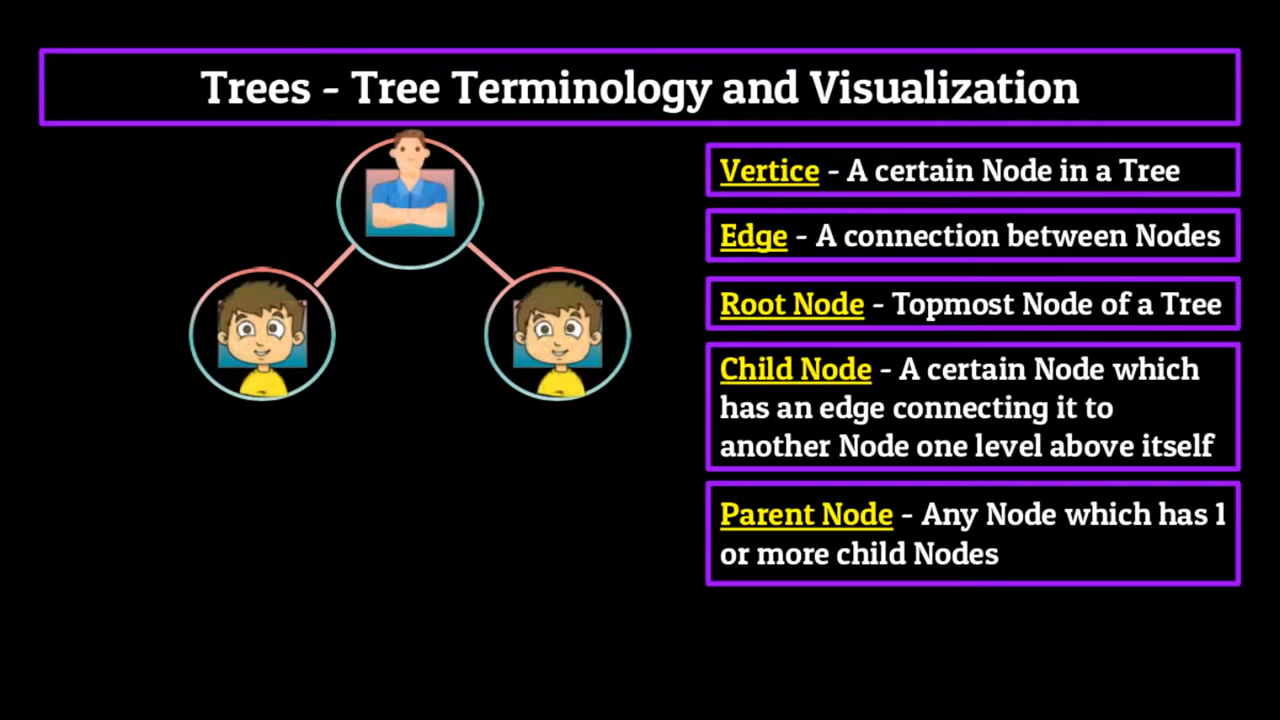 Trees - Tree Terminology and Visualization
Vertice - A certain Node in a Tree
Edge - A connection between Nodes
Root Node - Topmost Node of a Tree
Child Node - A certain Node which
has an edge connecting it to
another Node one level above itself
Parent Node - Any Node which has 1
or more child Nodes